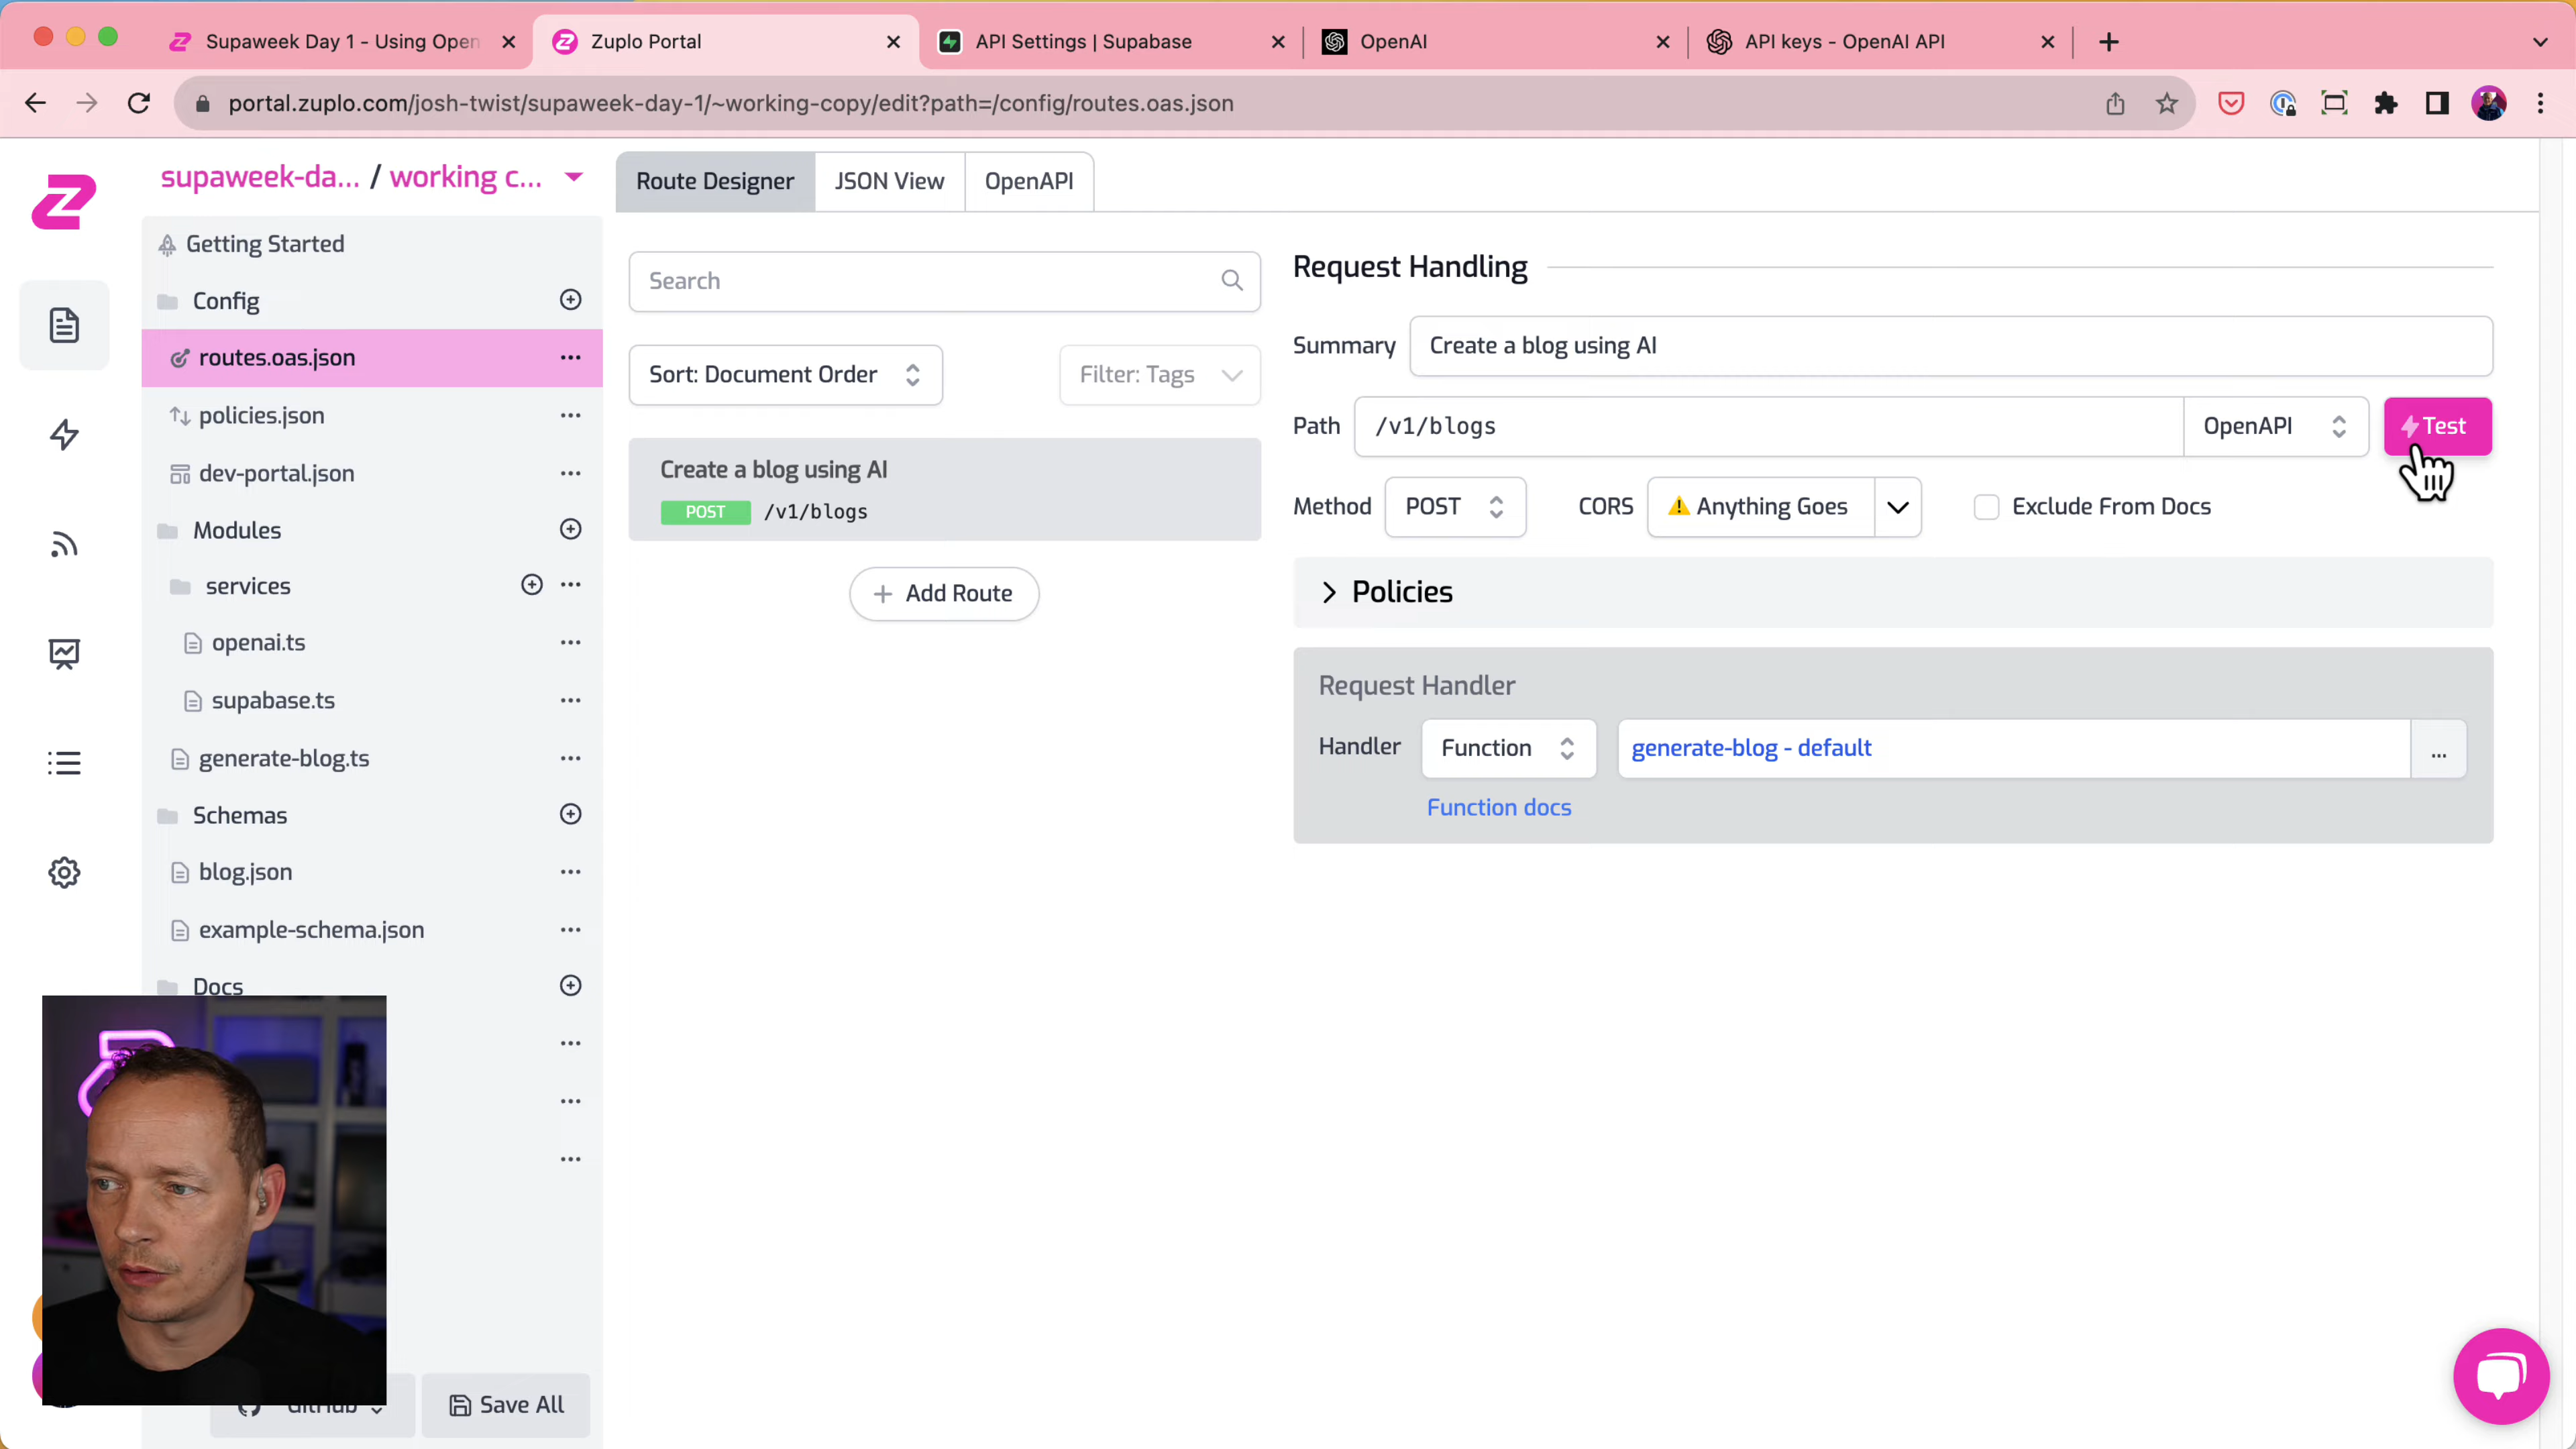 Supaweek Day 1 - Using Open
Zuplo Portal
API Settings | Supabase
OpenAI
API keys - OpenAI API
portal.zuplo.com/josh-twist/supaweek-day-1/~working-copy/edit?path=/config/routes.oas.json
supaweek-da... / working c...
Getting Started
Config
routes.oas.json
policies.json
dev-portal.json
Modules
services
openai.ts
supabase.ts
generate-blog.ts
Schemas
blog.json
example-schema.json
Docs
GitHub
Save All
Route Designer
JSON View
OpenAPI
Search
Sort: Document Order
Filter: Tags
Create a blog using AI
POST /v1/blogs
Add Route
Request Handling
Summary Create a blog using AI
Path /v1/blogs OpenAPI Test
Method POST CORS Anything Goes Exclude From Docs
Policies
Request Handler
Handler Function generate-blog - default ...
Function docs